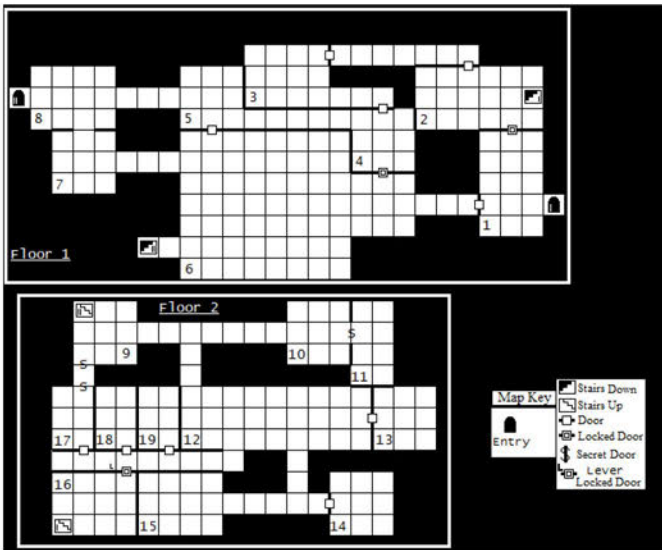 3
8
5
2
4
7
1
Floor 1
6
Floor 2
9
10
S
S
11
S
17
18
19
12
13
L
16
15
14
Map Key
Entry
Stairs Down
Stairs Up
Door
Locked Door
S
Secret Door
L
Lever
Locked Door